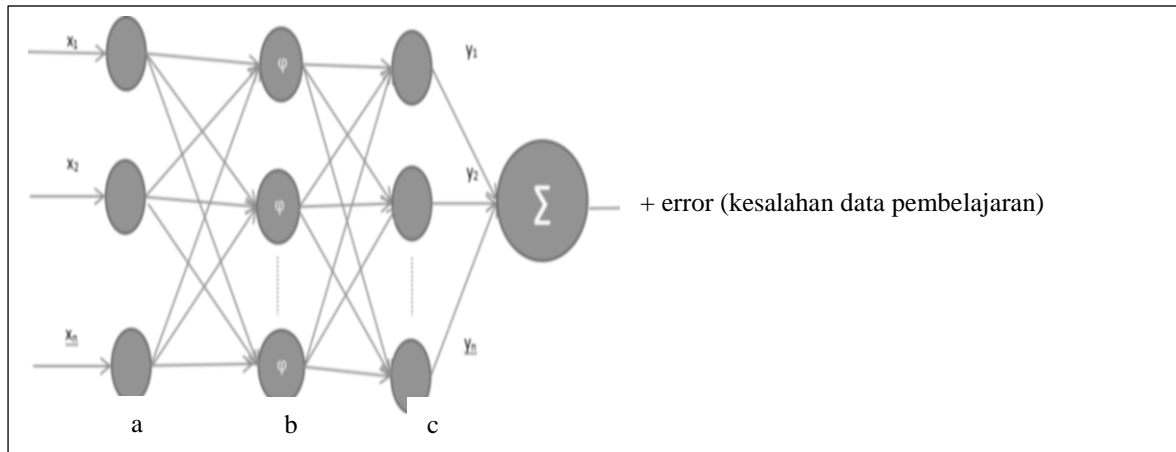 x₁
φ
y₁
x₂
φ
y₂
Σ
+ error (kesalahan data pembelajaran)
xₙ
φ
yₙ
a b c